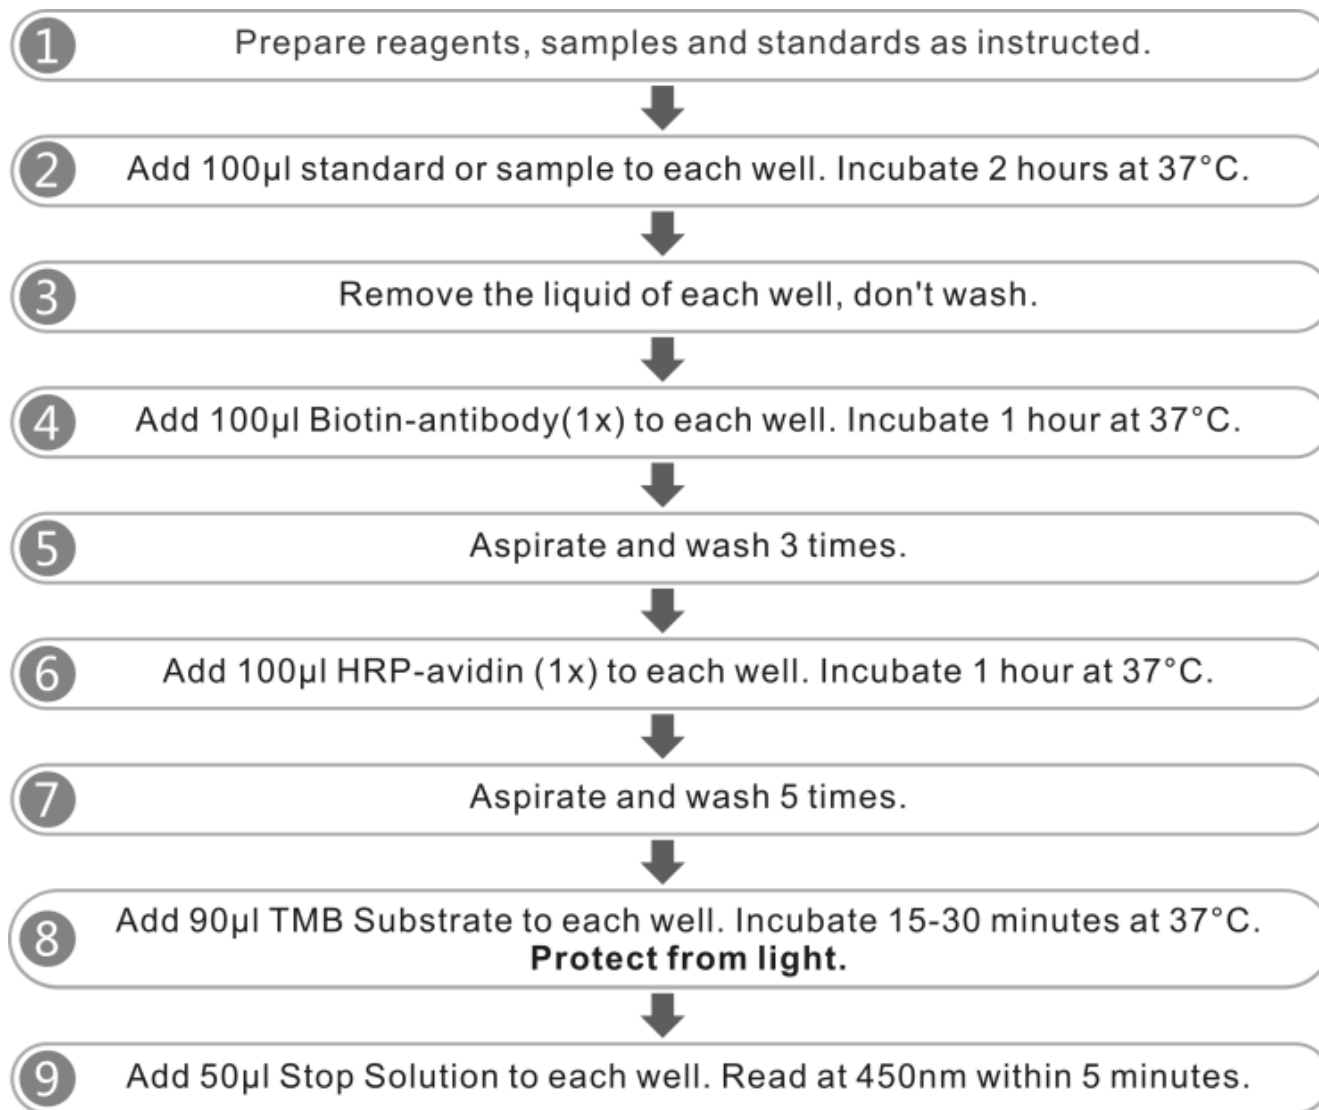 1 Prepare reagents, samples and standards as instructed.
2 Add 100µl standard or sample to each well. Incubate 2 hours at 37°C.
3 Remove the liquid of each well, don't wash.
4 Add 100µl Biotin-antibody(1x) to each well. Incubate 1 hour at 37°C.
5 Aspirate and wash 3 times.
6 Add 100µl HRP-avidin (1x) to each well. Incubate 1 hour at 37°C.
7 Aspirate and wash 5 times.
8 Add 90µl TMB Substrate to each well. Incubate 15-30 minutes at 37°C.
Protect from light.
9 Add 50µl Stop Solution to each well. Read at 450nm within 5 minutes.